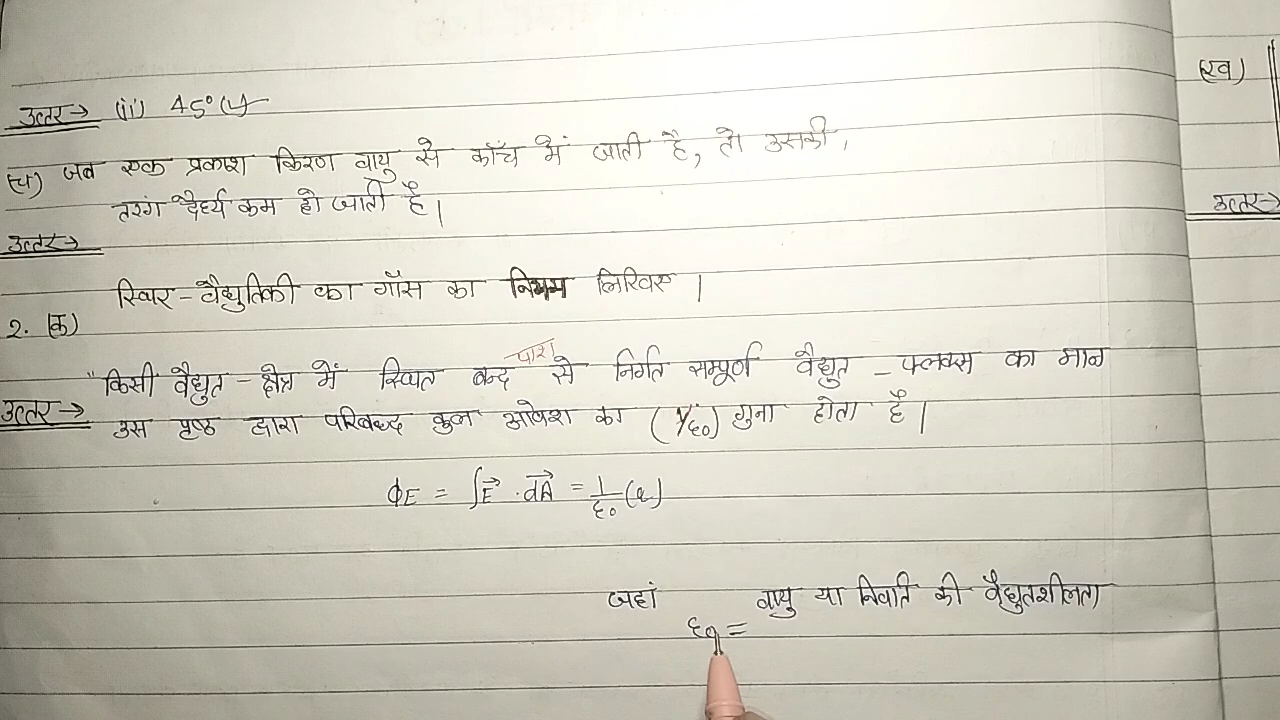 (ख)
उत्तर→ (ii) 45°
(च) जब एक प्रकाश किरण वायु से काँच में जाती है, तो उसकी
तरंग दैर्ध्य कम हो जाती है।
उत्तर→
उत्तर→
स्थिर-वैद्युतिकी का गॉस का नियम लिखिए।
2. (क)
"किसी वैद्युत-क्षेत्र में स्थित बन्द पृष्ठ से निर्गत सम्पूर्ण वैद्युत-फ्लक्स का मान
उत्तर→ उस पृष्ठ द्वारा परिबद्ध कुल आवेश का (1/ε₀) गुना होता है।
ϕE = ∫E⃗ . dA⃗ = 1/ε₀ (q)
जहां वायु या निर्वात की वैद्युतशीलता
ε₀ =